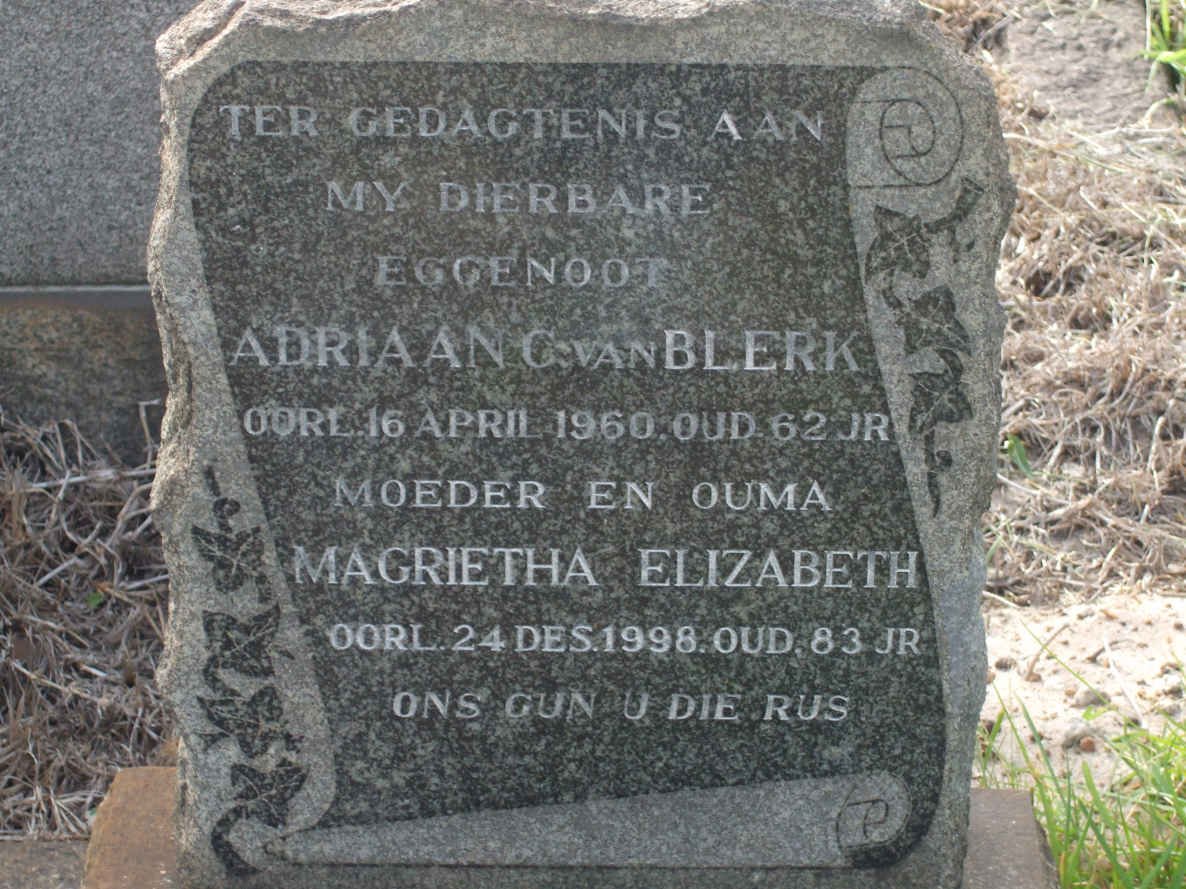 TER GEDAGTENIS AAN
MY DIERBARE
EGGENOOT
ADRIAAN C. VAN BLERK
OORL. 16 APRIL 1960. OUD 62 JR
MOEDER EN OUMA
MAGRIETHA ELIZABETH
OORL. 24 DES. 1998. OUD. 83 JR
ONS GUN U DIE RUS